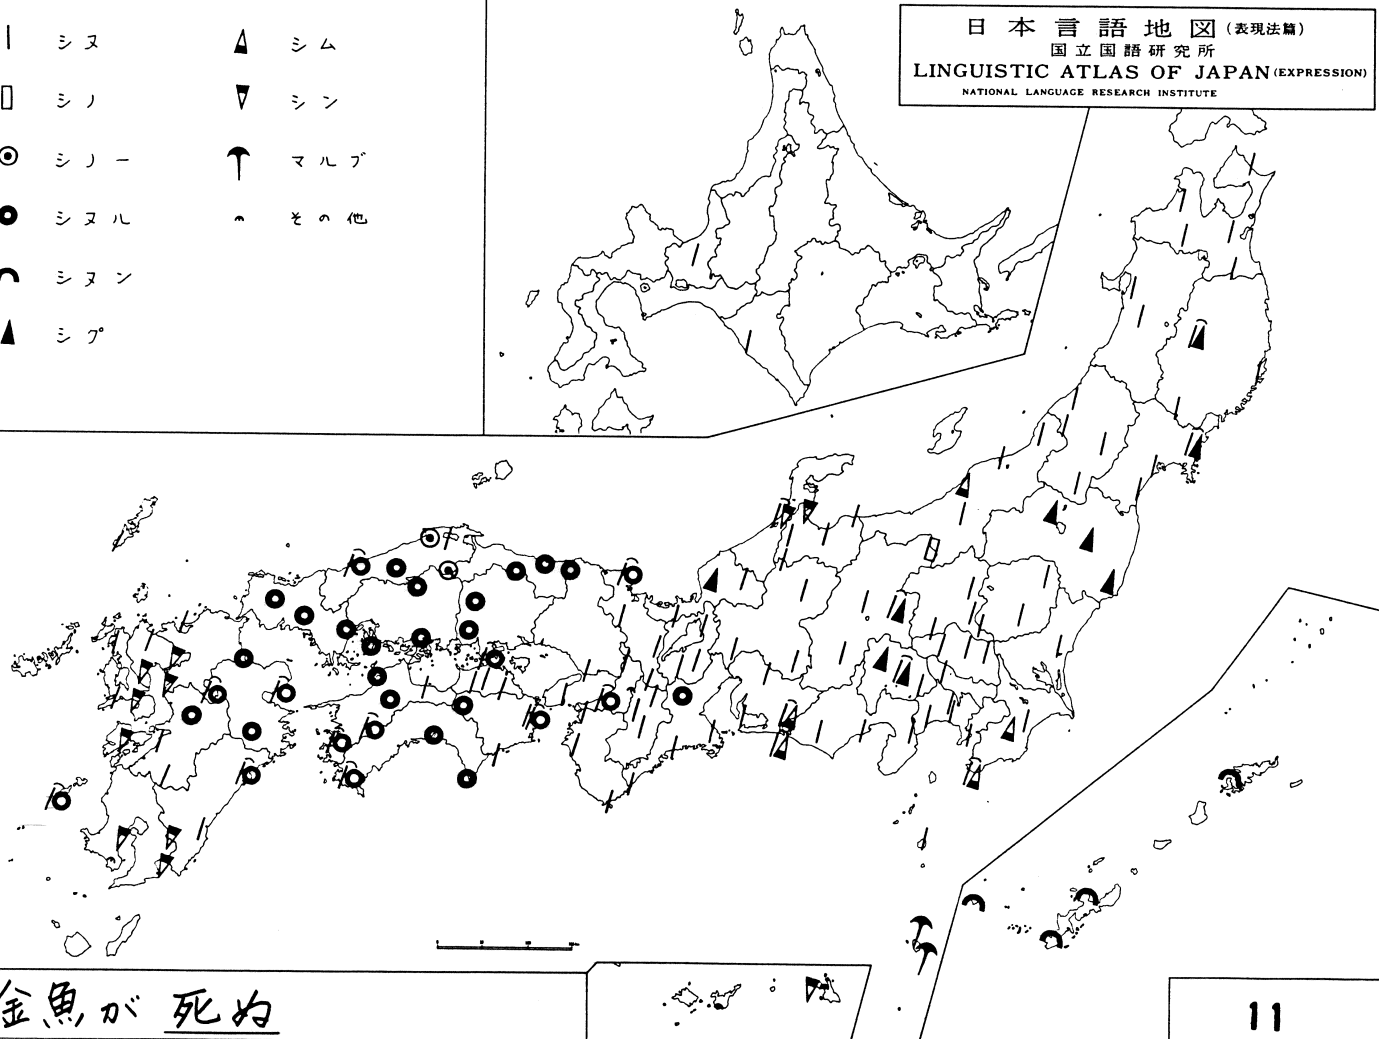 シヌ
シノ
シノー
シヌル
シヌン
シグ
シム
シン
マルブ
その他
日本言語地図(表現法篇)
国立国語研究所
LINGUISTIC ATLAS OF JAPAN (EXPRESSION)
NATIONAL LANGUAGE RESEARCH INSTITUTE
金魚が 死ぬ
11